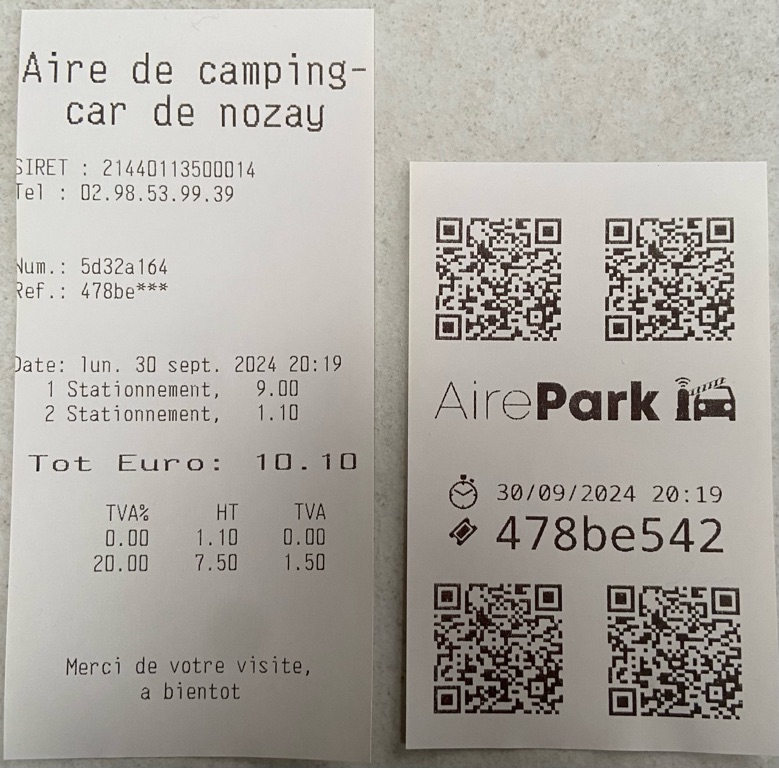 Aire de camping-
car de nozay
SIRET : 21440113500014
Tel : 02.98.53.99.39
Num.: 5d32a164
Ref.: 478be***
Date: lun. 30 sept. 2024 20:19
1 Stationnement, 9.00
2 Stationnement, 1.10
Tot Euro: 10.10
TVA% HT TVA
0.00 1.10 0.00
20.00 7.50 1.50
Merci de votre visite,
a bientot
AirePark
30/09/2024 20:19
478be542